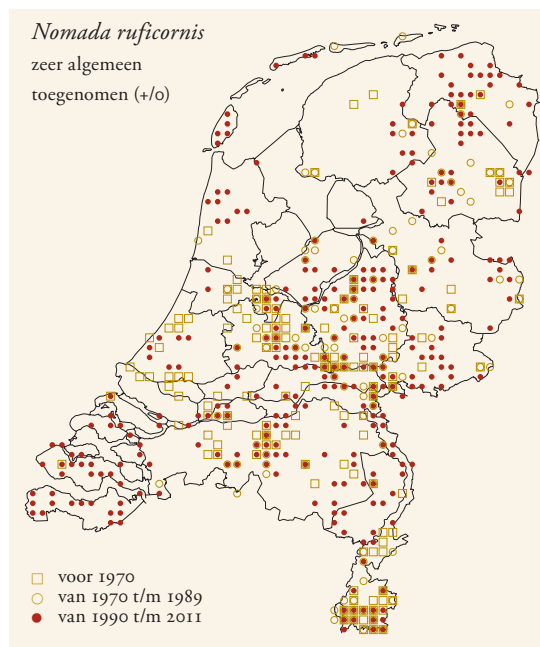 Nomada ruficornis
zeer algemeen
toegenomen (+/0)
voor 1970
van 1970 t/m 1989
van 1990 t/m 2011